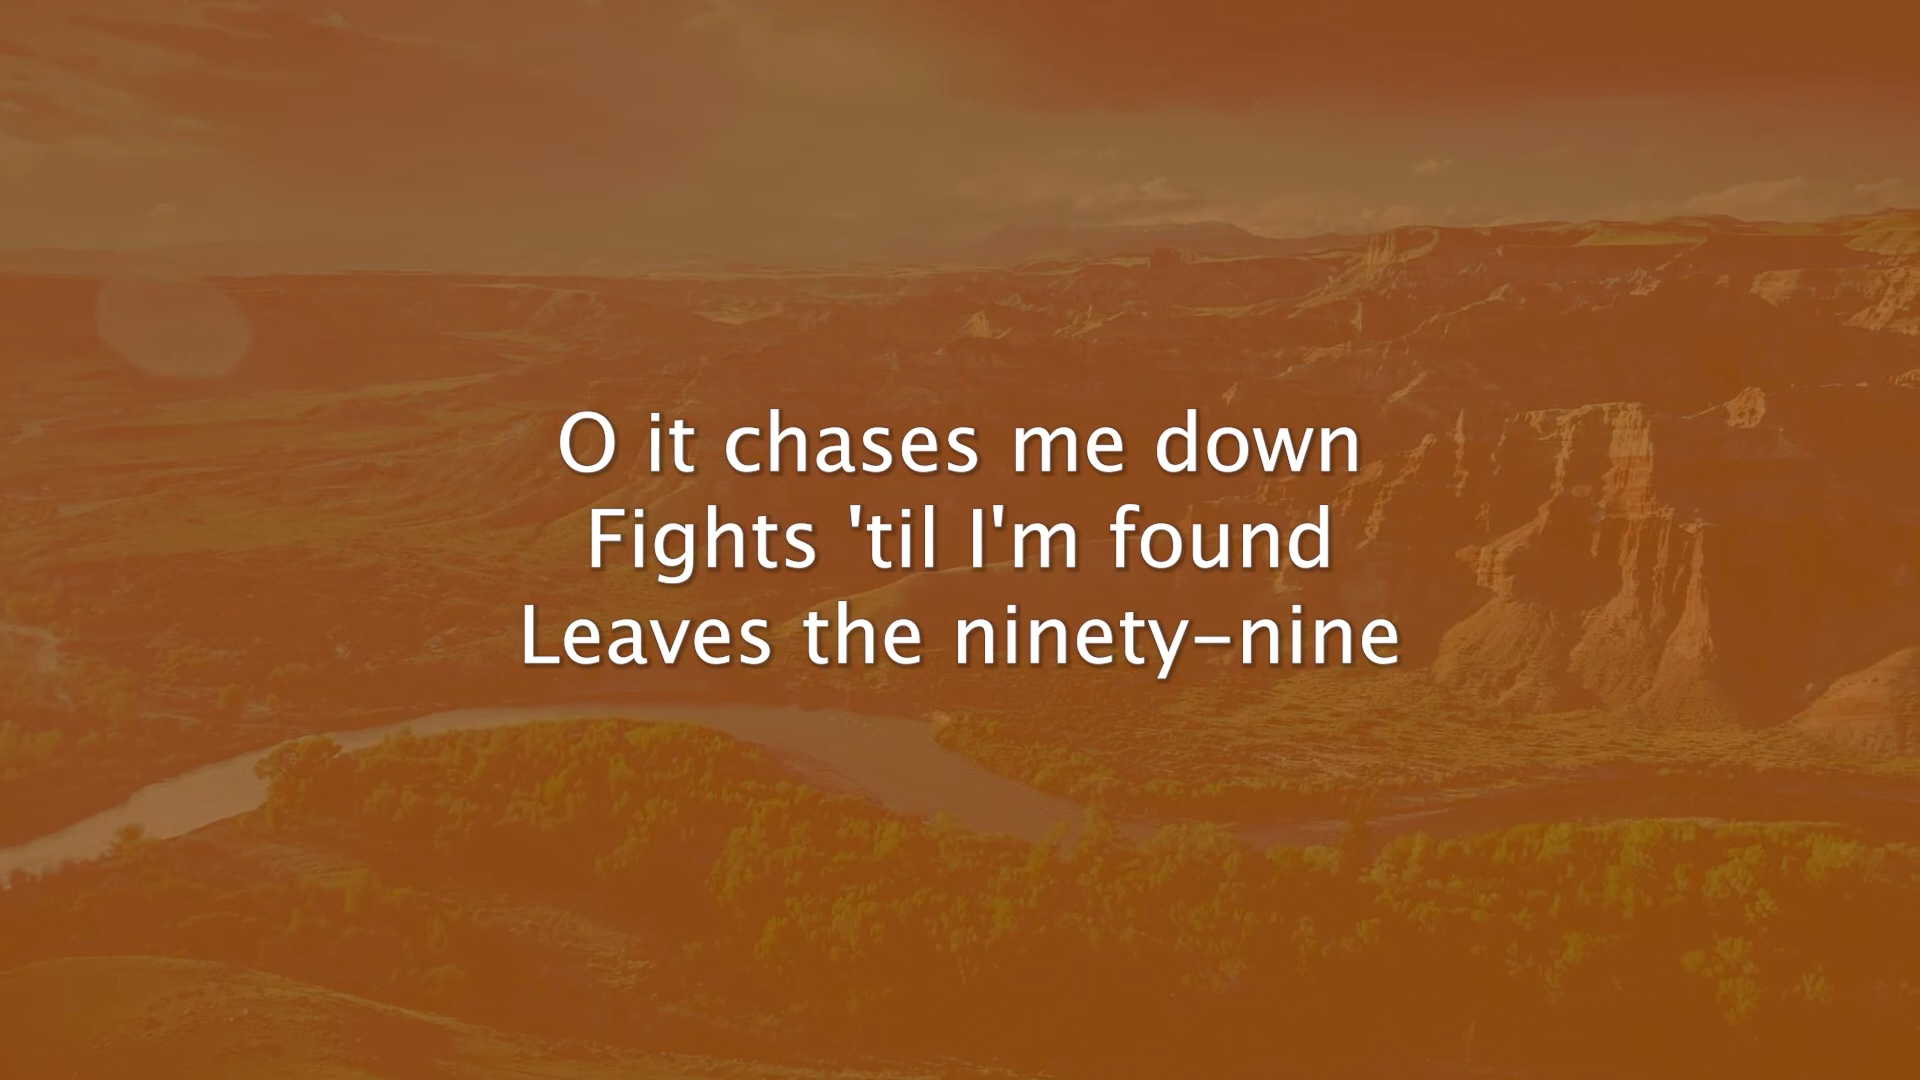 O it chases me down
Fights 'til I'm found
Leaves the ninety-nine